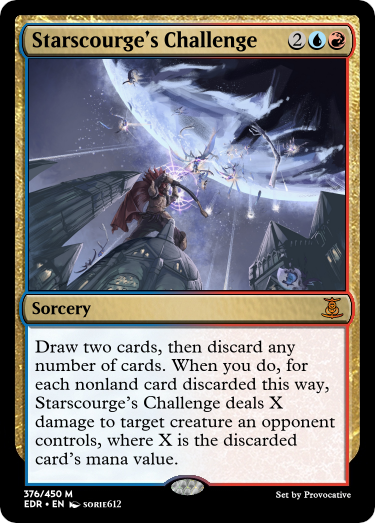 Starscourge's Challenge 2
Sorcery
Draw two cards, then discard any
number of cards. When you do, for
each nonland card discarded this way,
Starscourge's Challenge deals X
damage to target creature an opponent
controls, where X is the discarded
card's mana value.
376/450 M
EDR • EN SORIE612
Set by Provocative